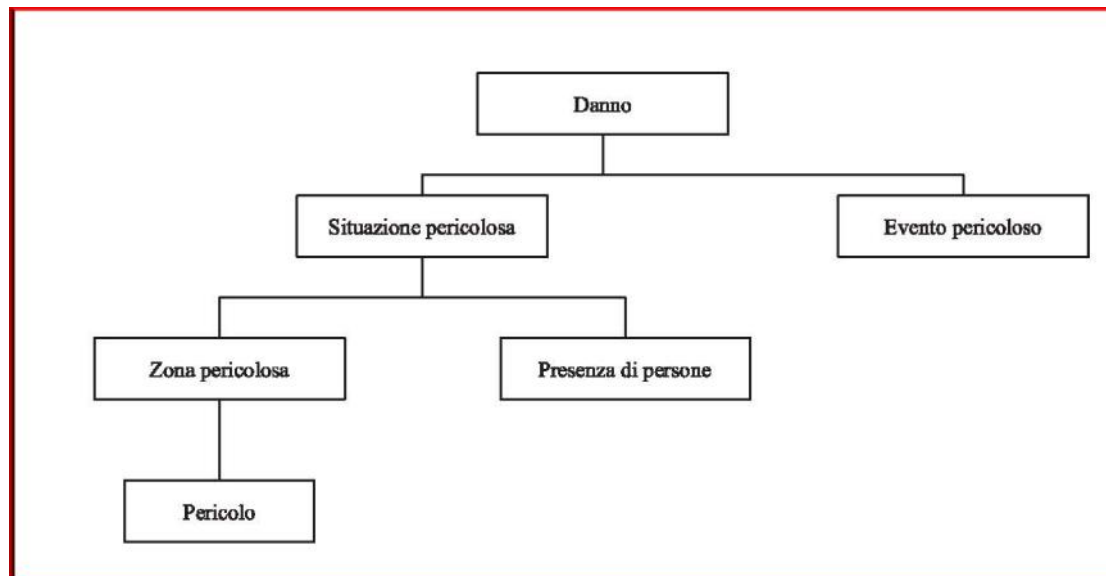 Danno
Situazione pericolosa
Evento pericoloso
Zona pericolosa
Presenza di persone
Pericolo